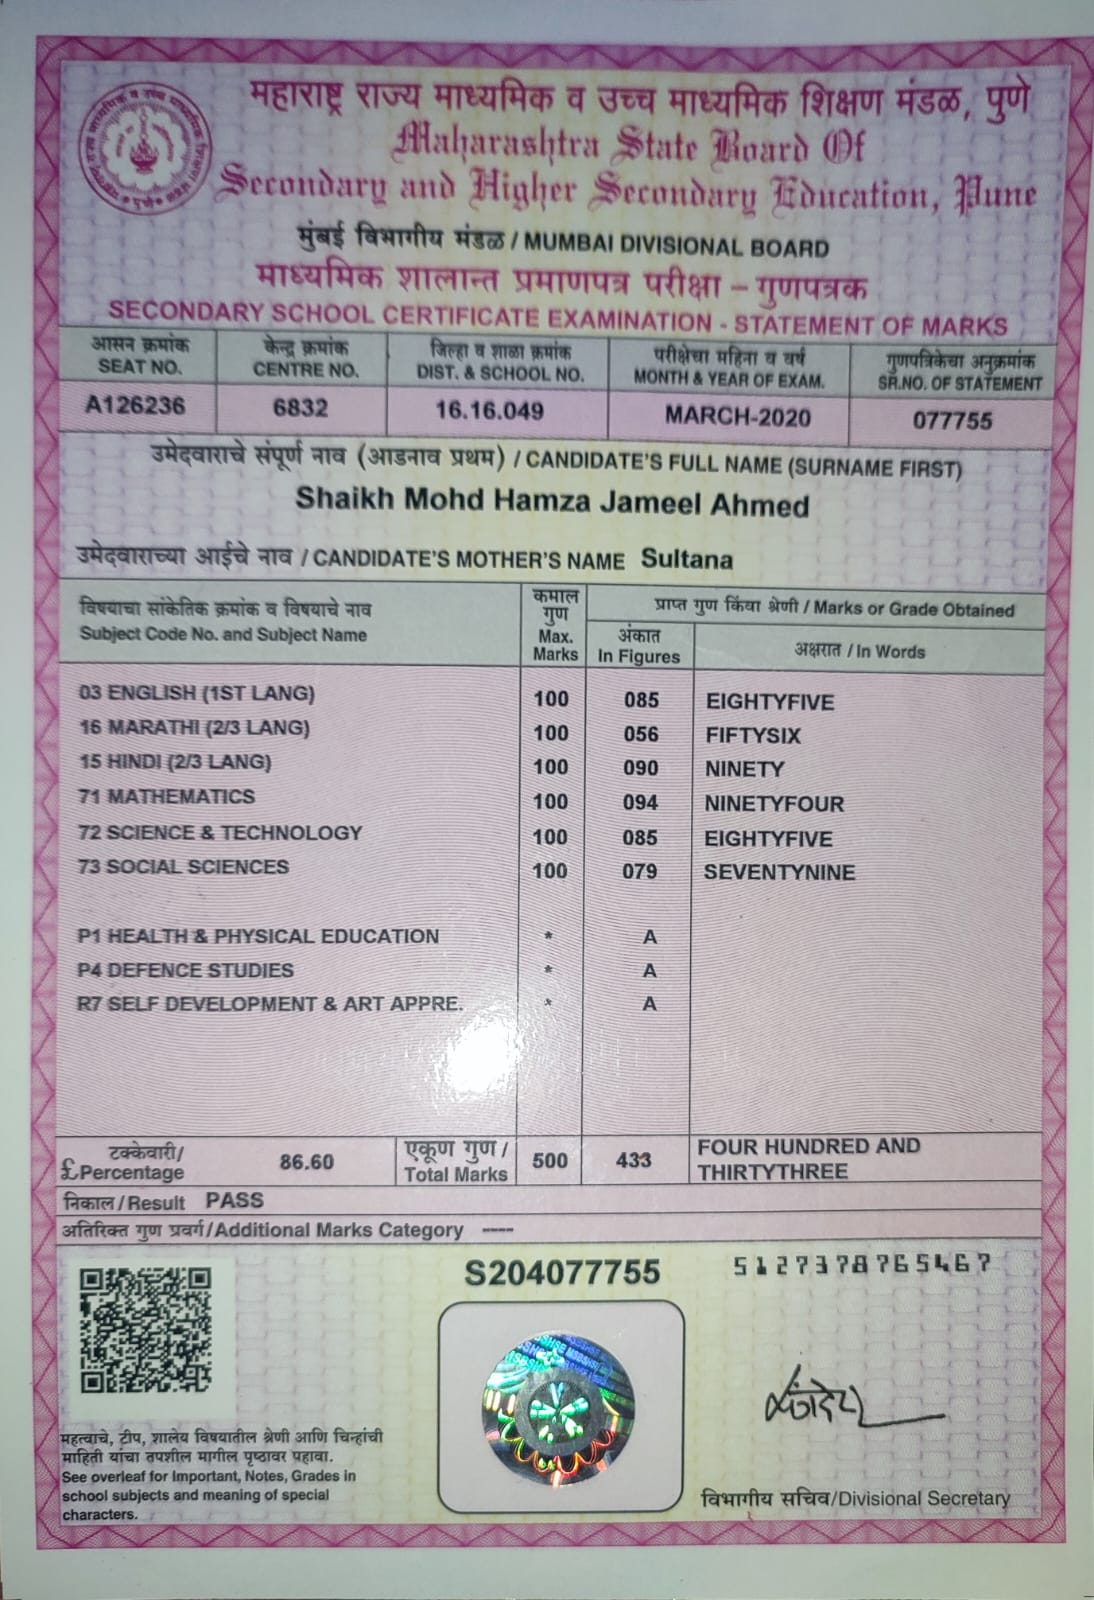 महाराष्ट्र राज्य माध्यमिक व उच्च माध्यमिक शिक्षण मंडळ, पुणे
Maharashtra State Board Of
Secondary and Higher Secondary Education, Pune
मुंबई विभागीय मंडळ / MUMBAI DIVISIONAL BOARD
माध्यमिक शालान्त प्रमाणपत्र परीक्षा – गुणपत्रक
SECONDARY SCHOOL CERTIFICATE EXAMINATION - STATEMENT OF MARKS
आसन क्रमांक केन्द्र क्रमांक जिल्हा व शाळा क्रमांक परीक्षेचा महिना व वर्ष गुणपत्रिकेचा अनुक्रमांक
SEAT NO. CENTRE NO. DIST. & SCHOOL NO. MONTH & YEAR OF EXAM. SR.NO. OF STATEMENT
A126236 6832 16.16.049 MARCH-2020 077755
उमेदवाराचे संपूर्ण नाव (आडनाव प्रथम) / CANDIDATE'S FULL NAME (SURNAME FIRST)
Shaikh Mohd Hamza Jameel Ahmed
उमेदवाराच्या आईचे नाव / CANDIDATE'S MOTHER'S NAME Sultana
विषयाचा सांकेतिक क्रमांक व विषयाचे नाव
Subject Code No. and Subject Name
कमाल
गुण
Max.
Marks
प्राप्त गुण किंवा श्रेणी / Marks or Grade Obtained
अंकात
In Figures
अक्षरात / In Words
03 ENGLISH (1ST LANG) 100 085 EIGHTYFIVE
16 MARATHI (2/3 LANG) 100 056 FIFTYSIX
15 HINDI (2/3 LANG) 100 090 NINETY
71 MATHEMATICS 100 094 NINETYFOUR
72 SCIENCE & TECHNOLOGY 100 085 EIGHTYFIVE
73 SOCIAL SCIENCES 100 079 SEVENTYNINE
P1 HEALTH & PHYSICAL EDUCATION * A
P4 DEFENCE STUDIES * A
R7 SELF DEVELOPMENT & ART APPRE. * A
टक्केवारी/
£Percentage
86.60
एकूण गुण /
Total Marks
500 433
FOUR HUNDRED AND
THIRTYTHREE
निकाल/Result PASS
अतिरिक्त गुण प्रवर्ग/Additional Marks Category ----
S204077755
5127378765467
महत्वाचे, टीप, शालेय विषयातील श्रेणी आणि चिन्हांची
माहिती यांचा तपशील मागील पृष्ठावर पहावा.
See overleaf for Important, Notes, Grades in
school subjects and meaning of special
characters.
विभागीय सचिव/Divisional Secretary